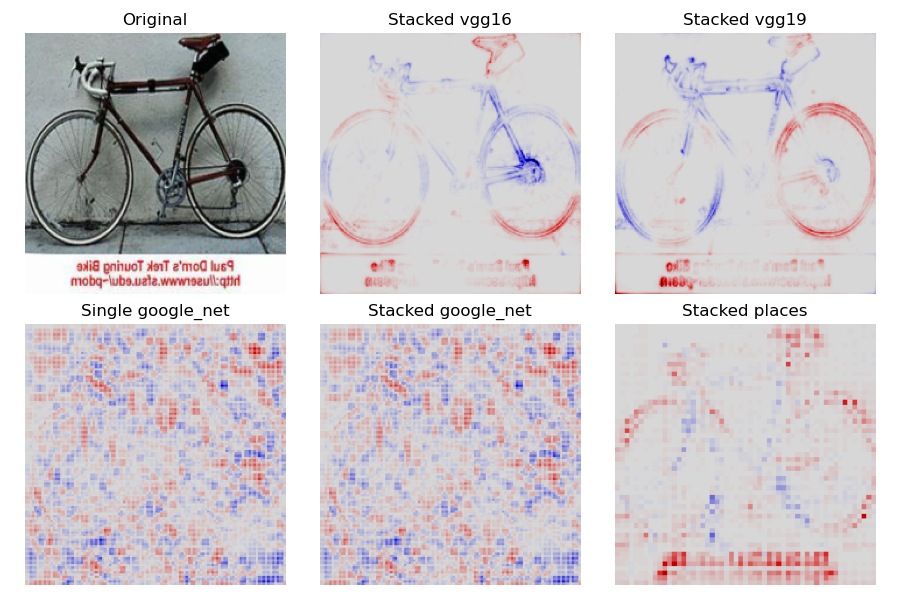 Original
Stacked vgg16
Stacked vgg19
Paul Dorn's Trek Touring Bike
http://userwww.sfsu.edu/~pdorn
Single google_net
Stacked google_net
Stacked places